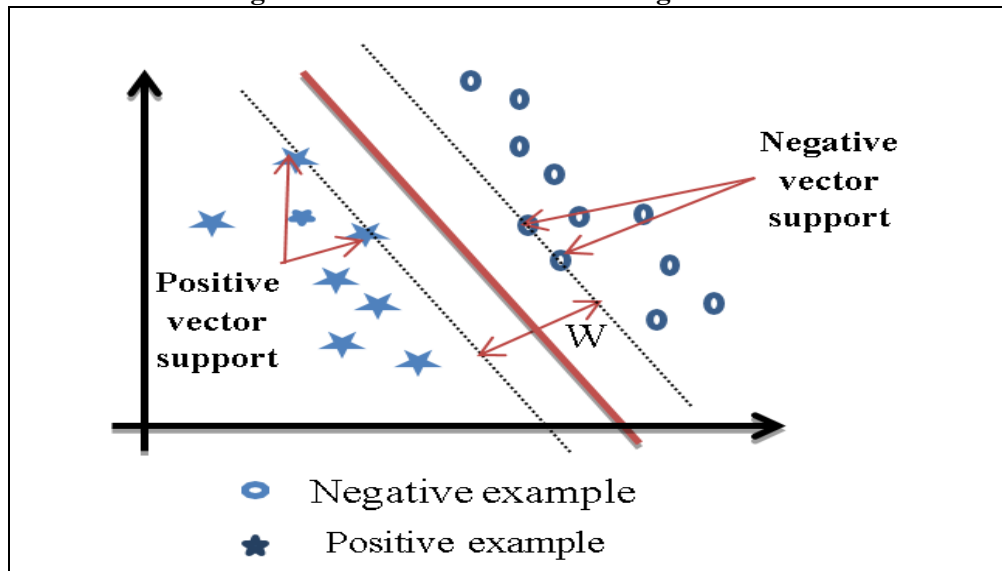 Negative
vector
support
Positive
vector
support
W
Negative example
Positive example